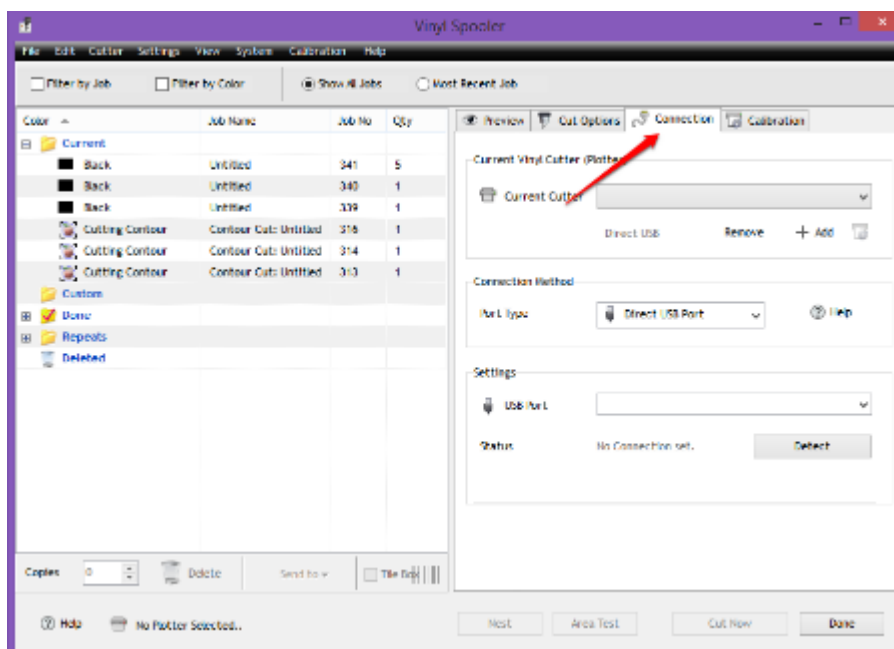 Vinyl Spooler
File Edit Cutter Settings View System Calibration Help
Filter by Job Filter by Color Show All Jobs Most Recent Job
Color Job Name Job No Qty
Current
Back Untitled 341 5
Back Untitled 340 1
Back Untitled 339 1
Cutting Contour Contour Cut: Untitled 316 1
Cutting Contour Contour Cut: Untitled 314 1
Cutting Contour Contour Cut: Untitled 313 1
Custom
Done
Repeats
Deleted
Preview Cut Options Connection Calibration
Current Vinyl Cutter (Plotter
Current Cutter
Direct USB Remove + Add
Connection Method
Port Type Direct USB Port Help
Settings
USB Port
Status No Connection set. Detect
Copies 0 Delete Send to Tile Box
Help No Plotter Selected.. Nest Area Test Cut Now Done